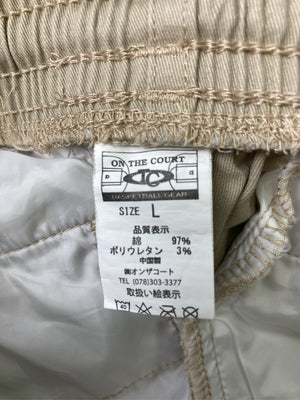 ON THE COURT
BASKETBALL GEAR
SIZE L
品質表示
綿 97%
ポリウレタン 3%
中国製
㈱オンザコート
TEL (078)303-3377
取扱い絵表示